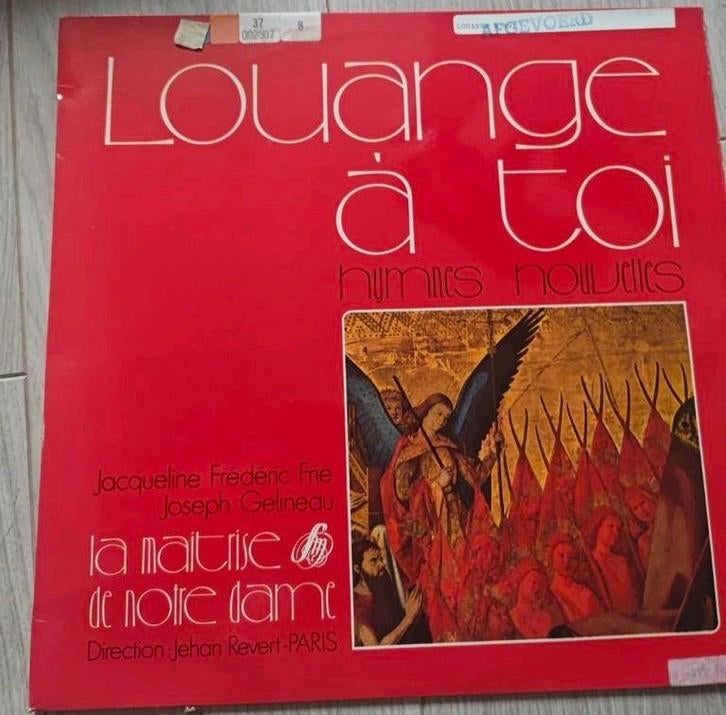 37 B
002907
AFGEVOERD
Louange
à toi
hymnes nouvelles
Jacqueline Frédéric Frie
Joseph Gelineau
la maitrise
de notre dame
Direction : Jehan Revert-PARIS